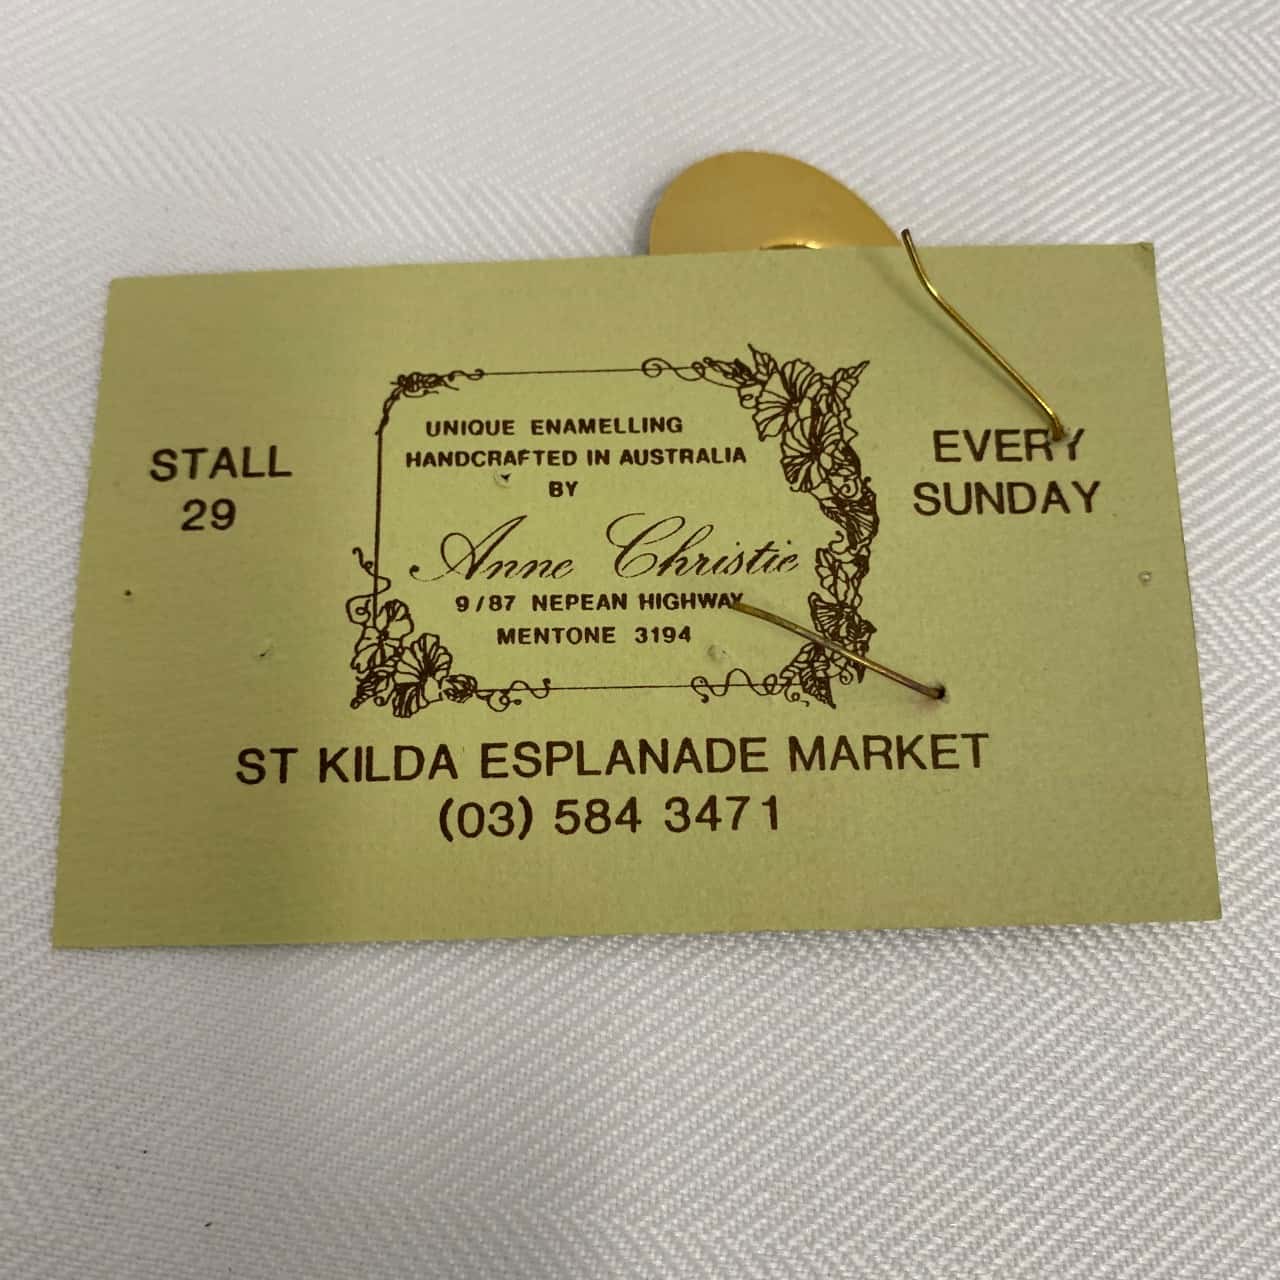 STALL
29
UNIQUE ENAMELLING
HANDCRAFTED IN AUSTRALIA
BY
Anne Christie
9/87 NEPEAN HIGHWAY
MENTONE 3194
EVERY
SUNDAY
ST KILDA ESPLANADE MARKET
(03) 584 3471